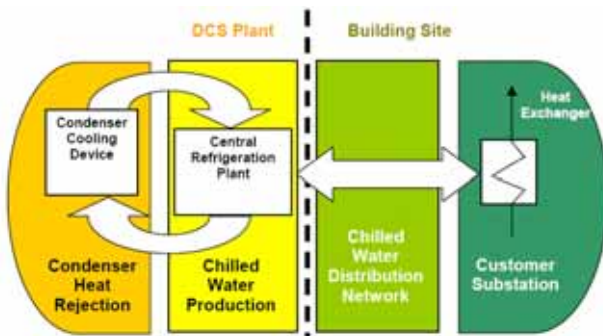 DCS Plant
Building Site
Condenser
Cooling
Device
Central
Refrigeration
Plant
Heat
Exchanger
Condenser
Heat
Rejection
Chilled
Water
Production
Chilled
Water
Distribution
Network
Customer
Substation